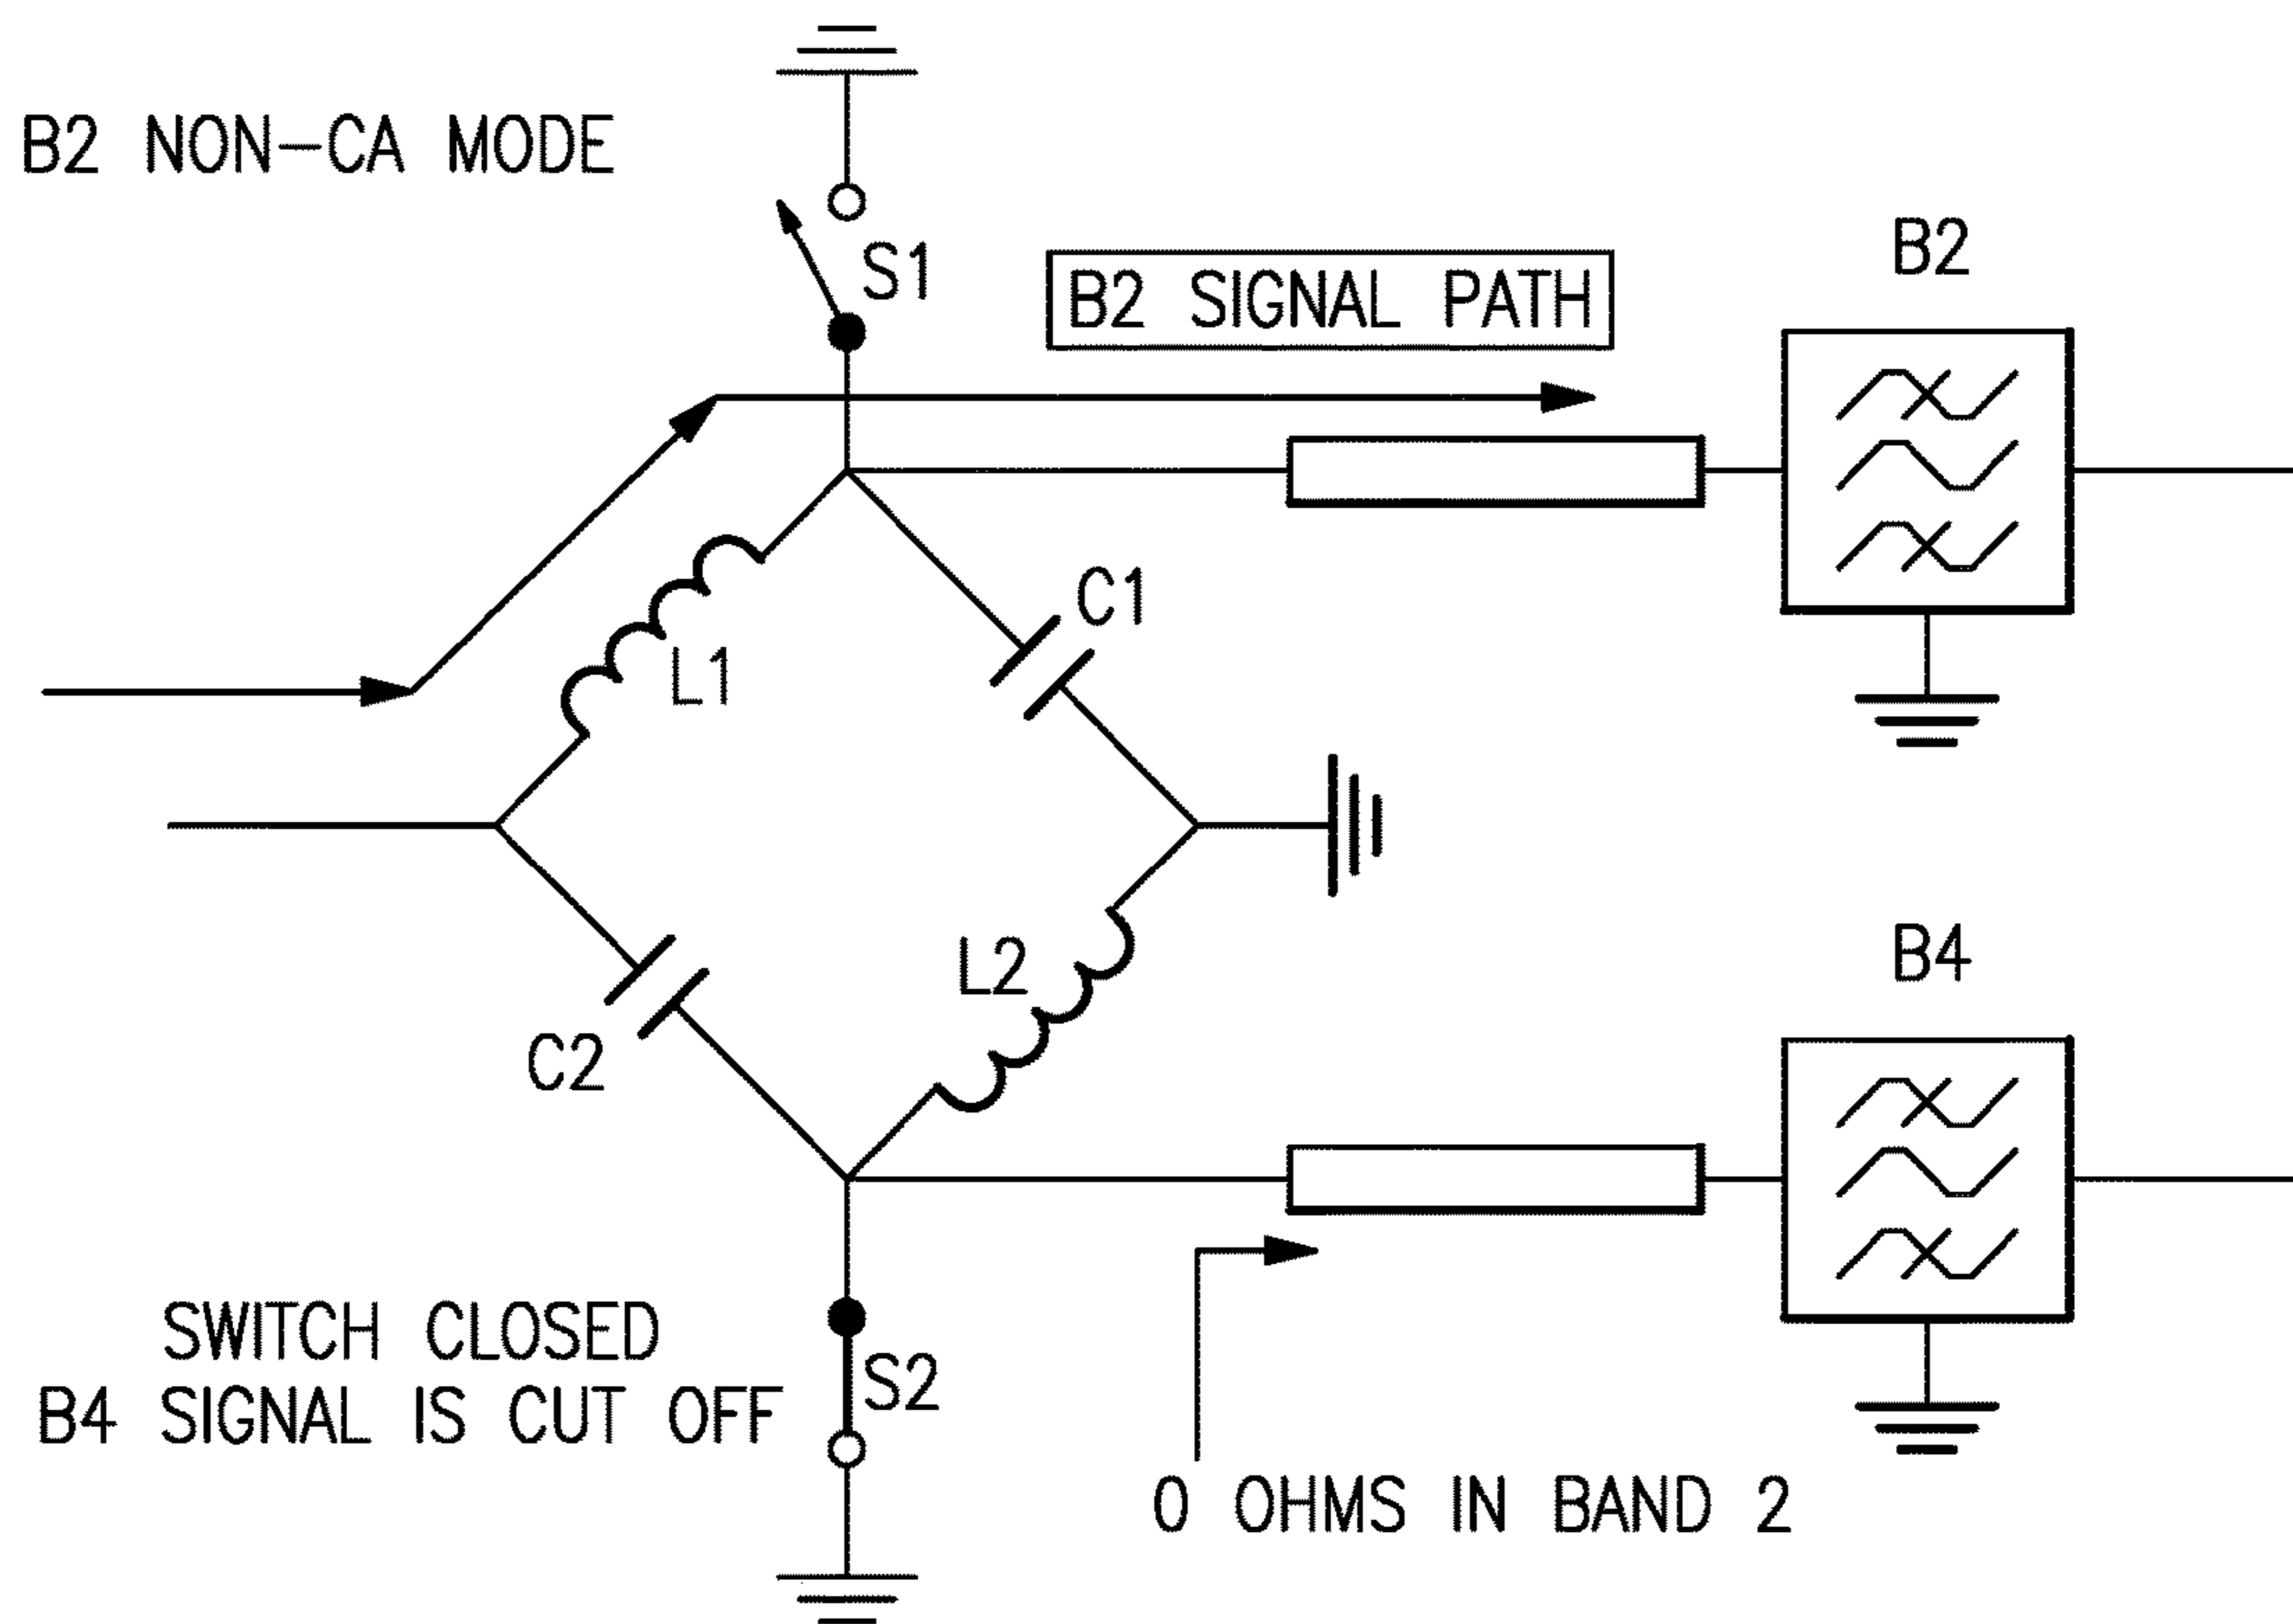 B2 NON-CA MODE
S1
B2 SIGNAL PATH
B2
C1
L1
L2
B4
C2
SWITCH CLOSED
B4 SIGNAL IS CUT OFF
S2
0 OHMS IN BAND 2